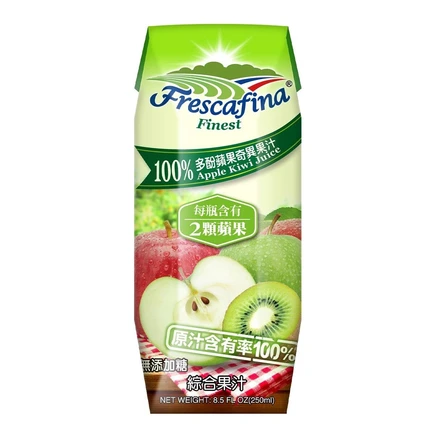 Frescafina®
Finest
100% 多酚蘋果奇異果汁
Apple Kiwi Juice
每瓶含有
2顆蘋果
原汁含有率100%
無添加糖
綜合果汁
NET WEIGHT: 8.5 FL OZ(250ml)